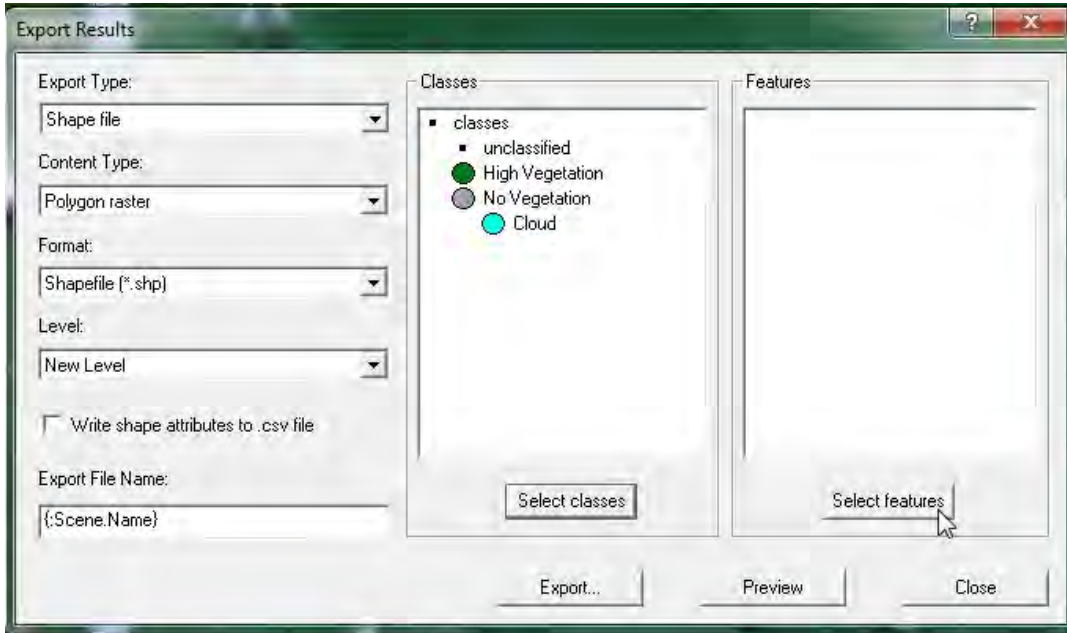 Export Results
Export Type:
Shape file
Content Type:
Polygon raster
Format:
Shapefile (*.shp)
Level:
New Level
Write shape attributes to .csv file
Export File Name:
{:Scene.Name}
Classes
classes
unclassified
High Vegetation
No Vegetation
Cloud
Select classes
Features
Select features
Export...
Preview
Close